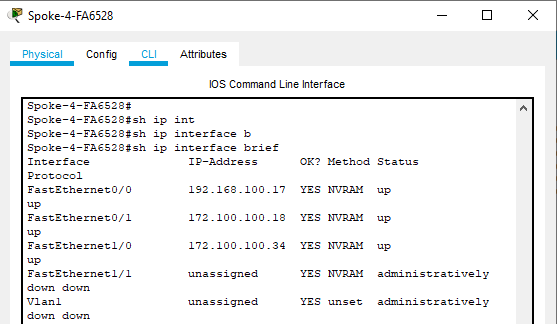 Spoke-4-FA6528
Physical Config CLI Attributes
IOS Command Line Interface
Spoke-4-FA6528#
Spoke-4-FA6528#sh ip int
Spoke-4-FA6528#sh ip interface b
Spoke-4-FA6528#sh ip interface brief
Interface IP-Address OK? Method Status
Protocol
FastEthernet0/0 192.168.100.17 YES NVRAM up
up
FastEthernet0/1 172.100.100.18 YES NVRAM up
up
FastEthernet1/0 172.100.100.34 YES NVRAM up
up
FastEthernet1/1 unassigned YES NVRAM administratively
down down
Vlan1 unassigned YES unset administratively
down down